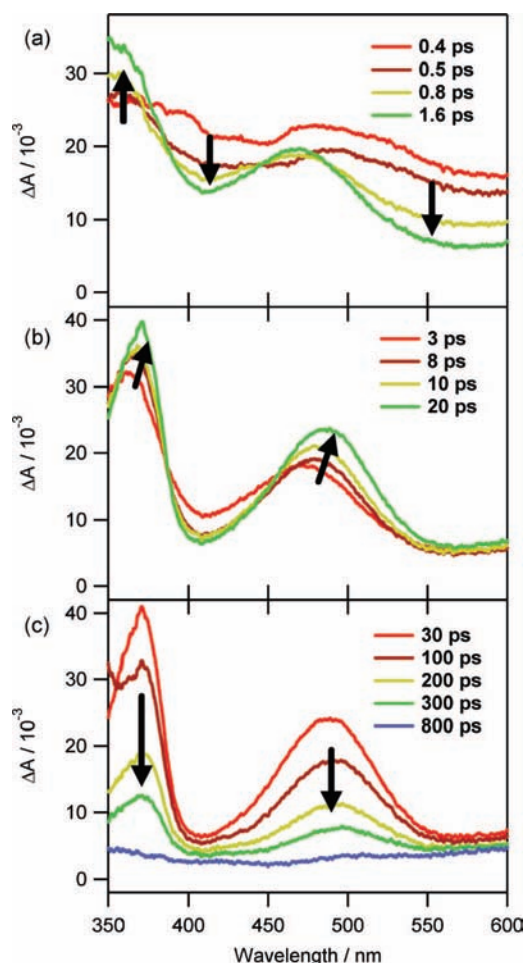 (a)
0.4 ps
0.5 ps
0.8 ps
1.6 ps
30
20
10
0
ΔA / 10⁻³
(b)
3 ps
8 ps
10 ps
20 ps
40
30
20
10
0
ΔA / 10⁻³
(c)
30 ps
100 ps
200 ps
300 ps
800 ps
40
30
20
10
0
ΔA / 10⁻³
350 400 450 500 550 600
Wavelength / nm